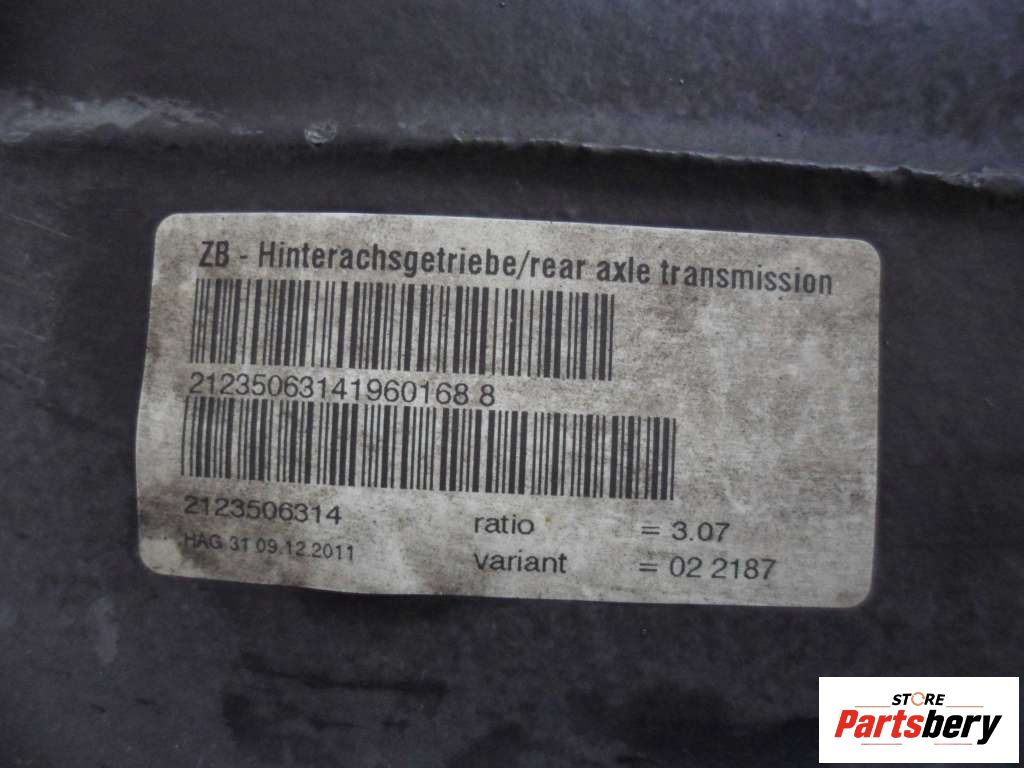 ZB - Hinterachsgetriebe/rear axle transmission
21235063141960168 8
2123506314
HAG 31 09.12.2011
ratio = 3.07
variant = 02 2187
STORE
Partsbery